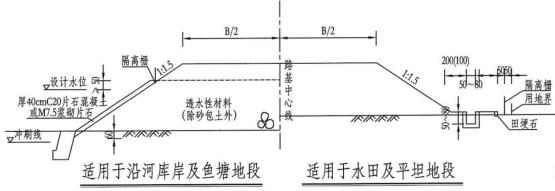 B/2
B/2
隔离栅
1:1.5
设计水位
50
厚40cmC20片石混凝土
或M7.5浆砌片石
冲刷线
60
透水性材料
(除砂包土外)
路基中心线
1:1.5
200(100)
50~60
5050
50~80
隔离栅
用地界
田埂石
适用于沿河库岸及鱼塘地段
适用于水田及平坦地段